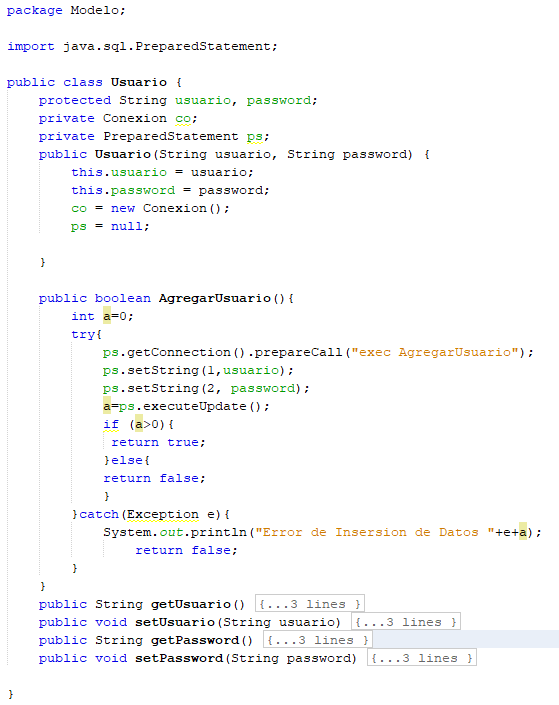 package Modelo;
import java.sql.PreparedStatement;
public class Usuario {
protected String usuario, password;
private Conexion co;
private PreparedStatement ps;
public Usuario(String usuario, String password) {
this.usuario = usuario;
this.password = password;
co = new Conexion();
ps = null;
}
public boolean AgregarUsuario(){
int a=0;
try{
ps.getConnection().prepareCall("exec AgregarUsuario");
ps.setString(1,usuario);
ps.setString(2, password);
a=ps.executeUpdate();
if (a>0){
return true;
}else{
return false;
}
}catch(Exception e){
System.out.println("Error de Insersion de Datos "+e+a);
return false;
}
}
public String getUsuario() {...3 lines }
public void setUsuario(String usuario) {...3 lines }
public String getPassword() {...3 lines }
public void setPassword(String password) {...3 lines }
}